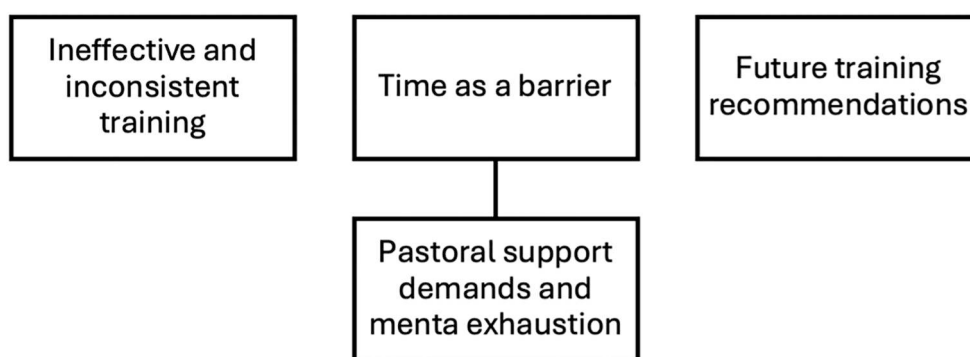 Ineffective and
inconsistent
training
Time as a barrier
Future training
recommendations
Pastoral support
demands and
menta exhaustion